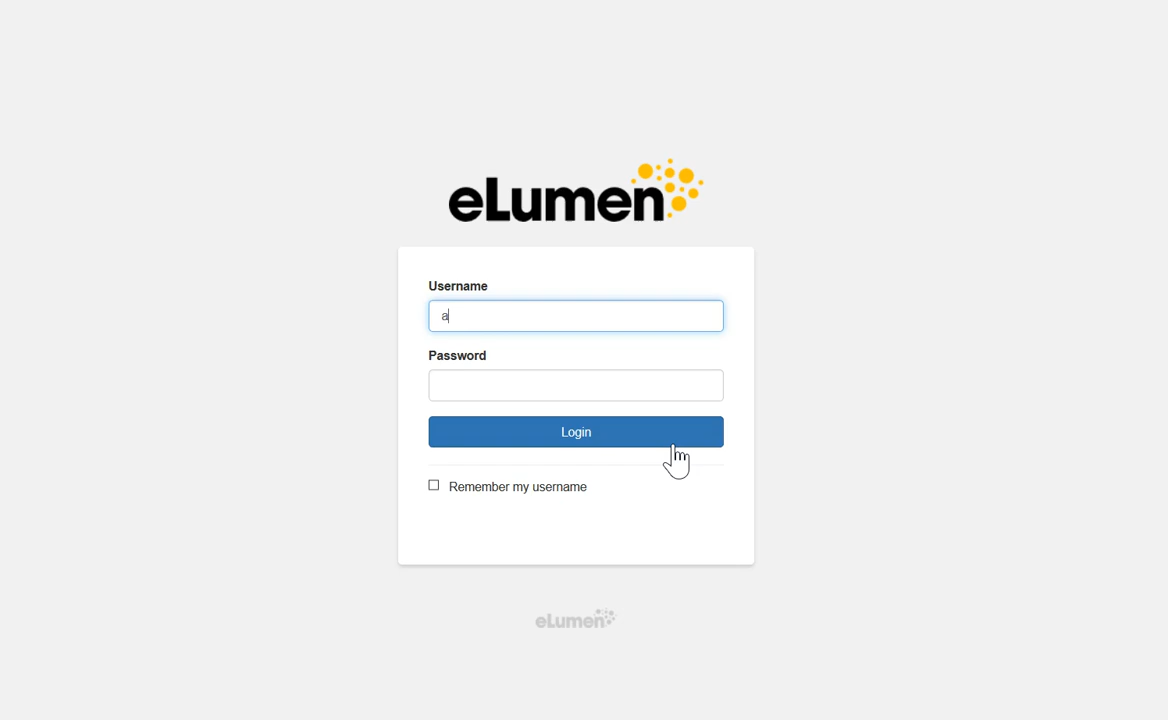 eLumen
Username
a
Password
Login
Remember my username
eLumen